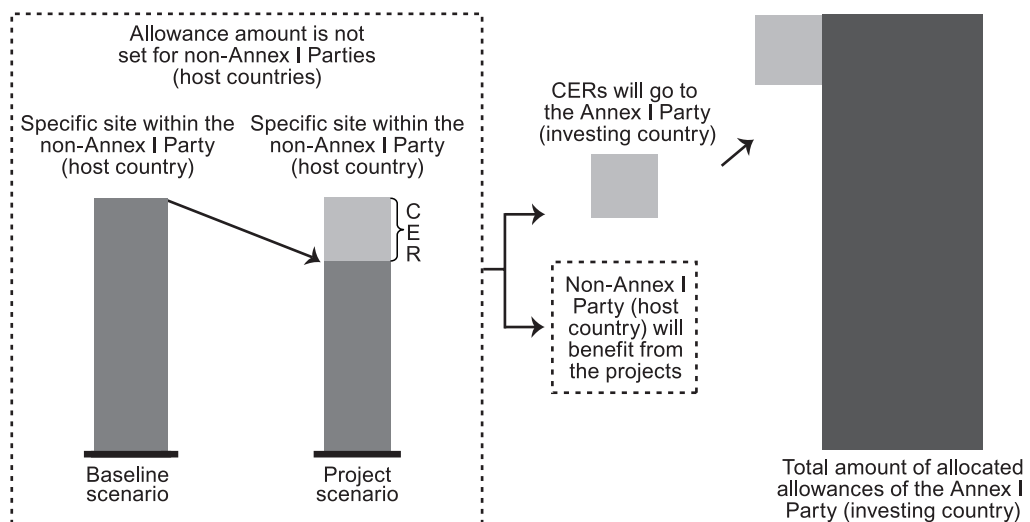 Allowance amount is not
set for non-Annex I Parties
(host countries)
Specific site within the
non-Annex I Party
(host country)
Specific site within the
non-Annex I Party
(host country)
C
E
R
Baseline
scenario
Project
scenario
CERs will go to
the Annex I Party
(investing country)
Non-Annex I
Party (host
country) will
benefit from
the projects
Total amount of allocated
allowances of the Annex I
Party (investing country)